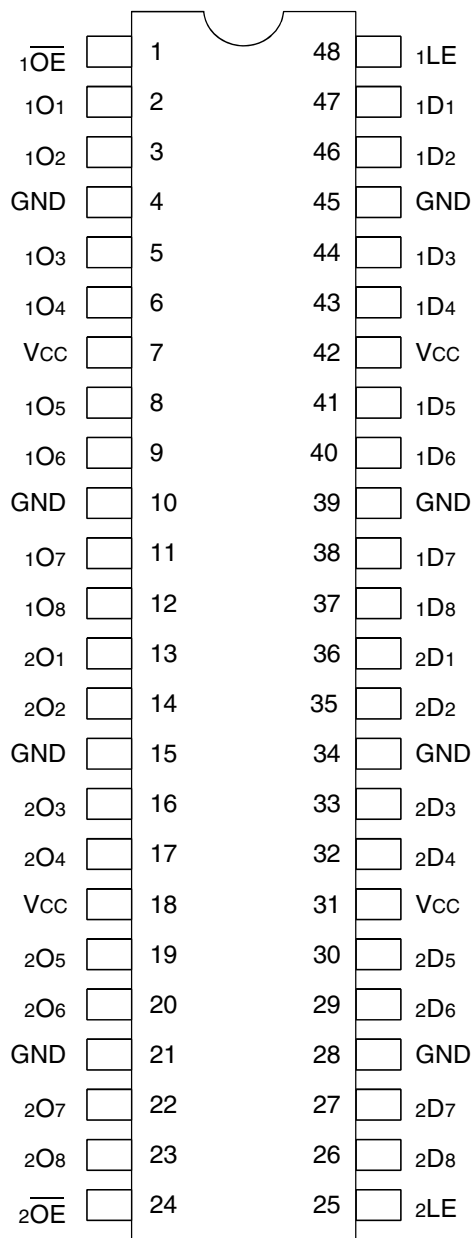 1OE 1 48 1LE
1O1 2 47 1D1
1O2 3 46 1D2
GND 4 45 GND
1O3 5 44 1D3
1O4 6 43 1D4
VCC 7 42 VCC
1O5 8 41 1D5
1O6 9 40 1D6
GND 10 39 GND
1O7 11 38 1D7
1O8 12 37 1D8
2O1 13 36 2D1
2O2 14 35 2D2
GND 15 34 GND
2O3 16 33 2D3
2O4 17 32 2D4
VCC 18 31 VCC
2O5 19 30 2D5
2O6 20 29 2D6
GND 21 28 GND
2O7 22 27 2D7
2O8 23 26 2D8
2OE 24 25 2LE